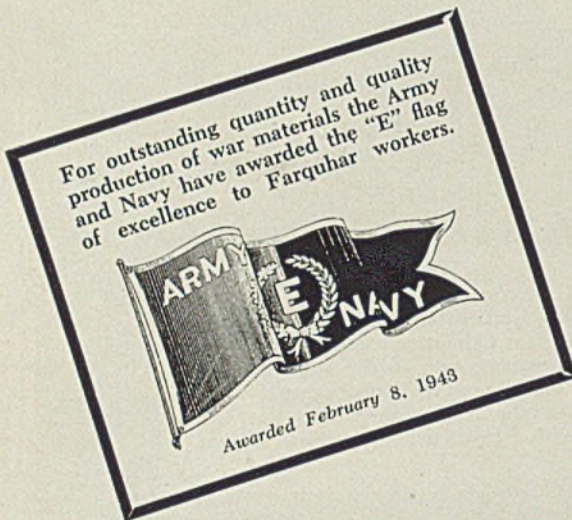 For outstanding quantity and quality
production of war materials the Army
and Navy have awarded the "E" flag
of excellence to Farquhar workers.
ARMY
E
NAVY
Awarded February 8, 1943